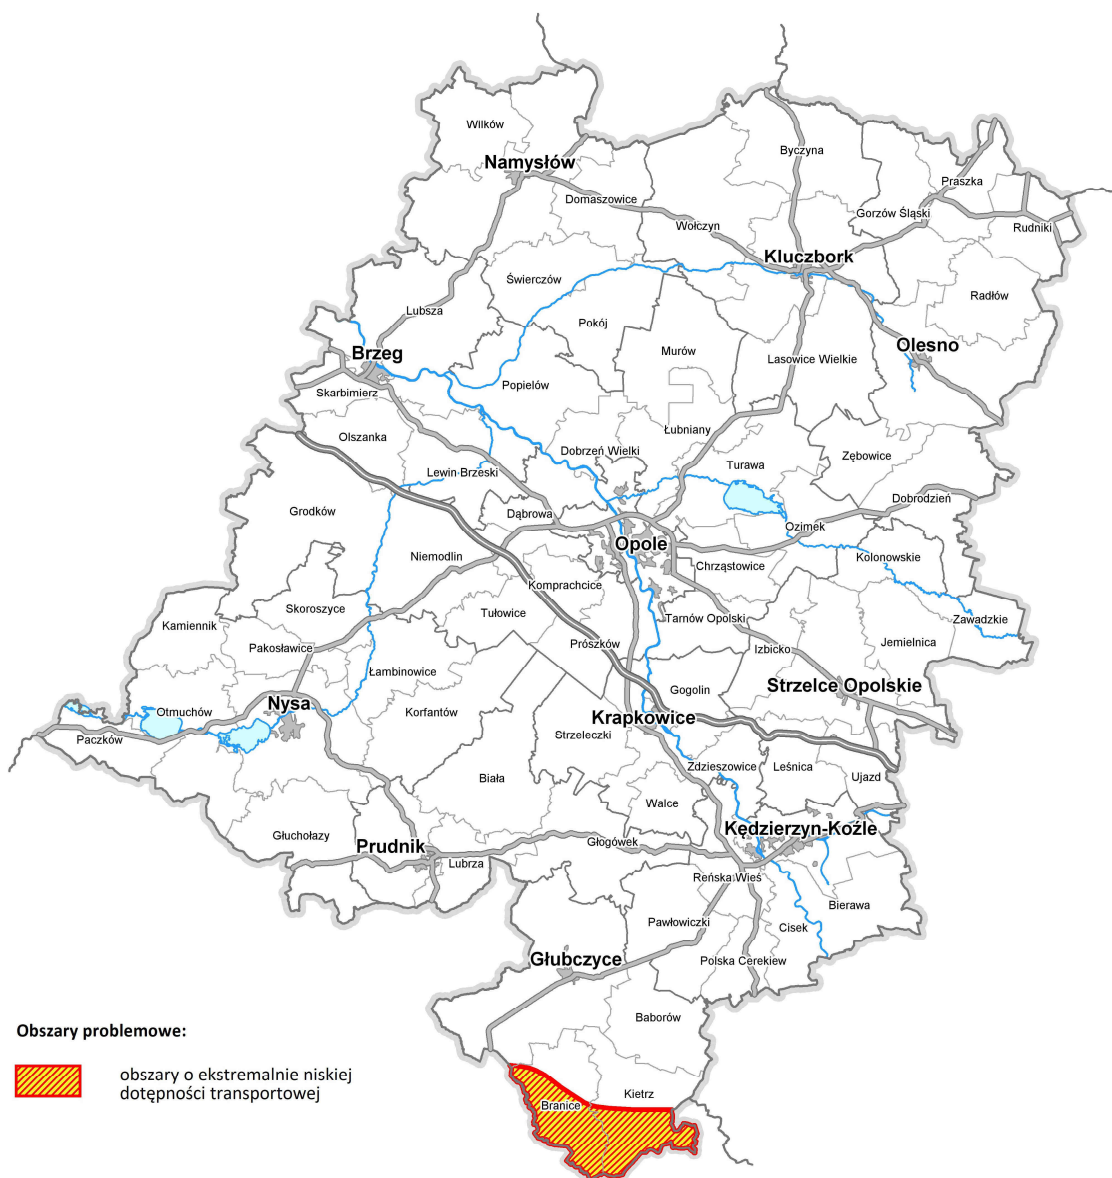 Wilków
Namysłów
Domaszowice
Byczyna
Praszka
Gorzów Śląski
Rudniki
Wołczyn
Kluczbork
Świerczów
Radłów
Lubsza
Pokój
Olesno
Murów
Brzeg
Lasowice Wielkie
Popielów
Skarbimierz
Łubniany
Olszanka
Dobrzeń Wielki
Zębowice
Turawa
Lewin Brzeski
Dobrodzień
Grodków
Dąbrowa
Ozimek
Opole
Niemodlin
Kolonowskie
Chrząstowice
Komprachcice
Skoroszyce
Tułowice
Tarnów Opolski
Zawadzkie
Kamiennik
Jemielnica
Pakosławice
Prószków
Izbicko
Łambinowice
Strzelce Opolskie
Gogolin
Nysa
Otmuchów
Korfantów
Krapkowice
Strzeleczki
Paczków
Zdzieszowice
Leśnica
Ujazd
Biała
Walce
Kędzierzyn-Koźle
Głuchołazy
Prudnik
Głogówek
Lubrza
Reńska Wieś
Bierawa
Pawłowiczki
Cisek
Głubczyce
Polska Cerekiew
Baborów
Obszary problemowe:
obszary o ekstremalnie niskiej
dotępności transportowej
Kietrz
Branice